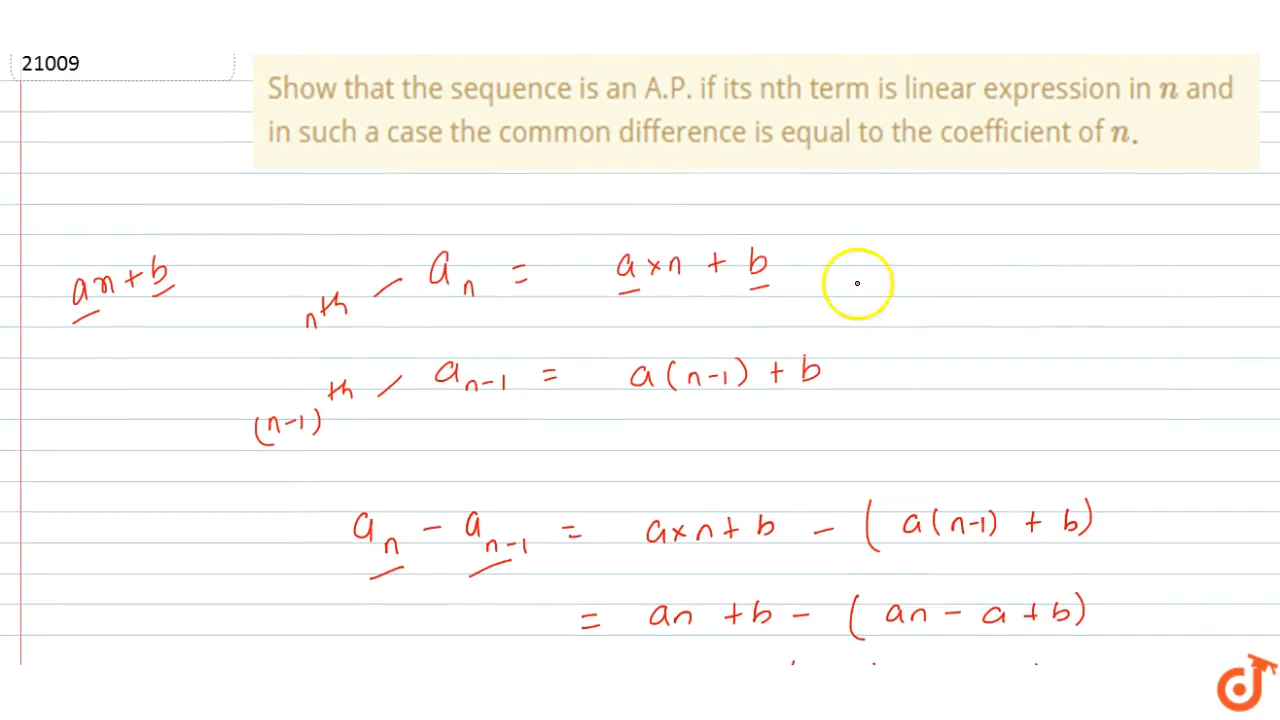 21009
Show that the sequence is an A.P. if its nth term is linear expression in n and
in such a case the common difference is equal to the coefficient of n.
an + b
nth - an = a×n + b
(n-1)th - an-1 = a(n-1) + b
an - an-1 = a×n + b - (a(n-1) + b)
= an + b - (an - a + b)